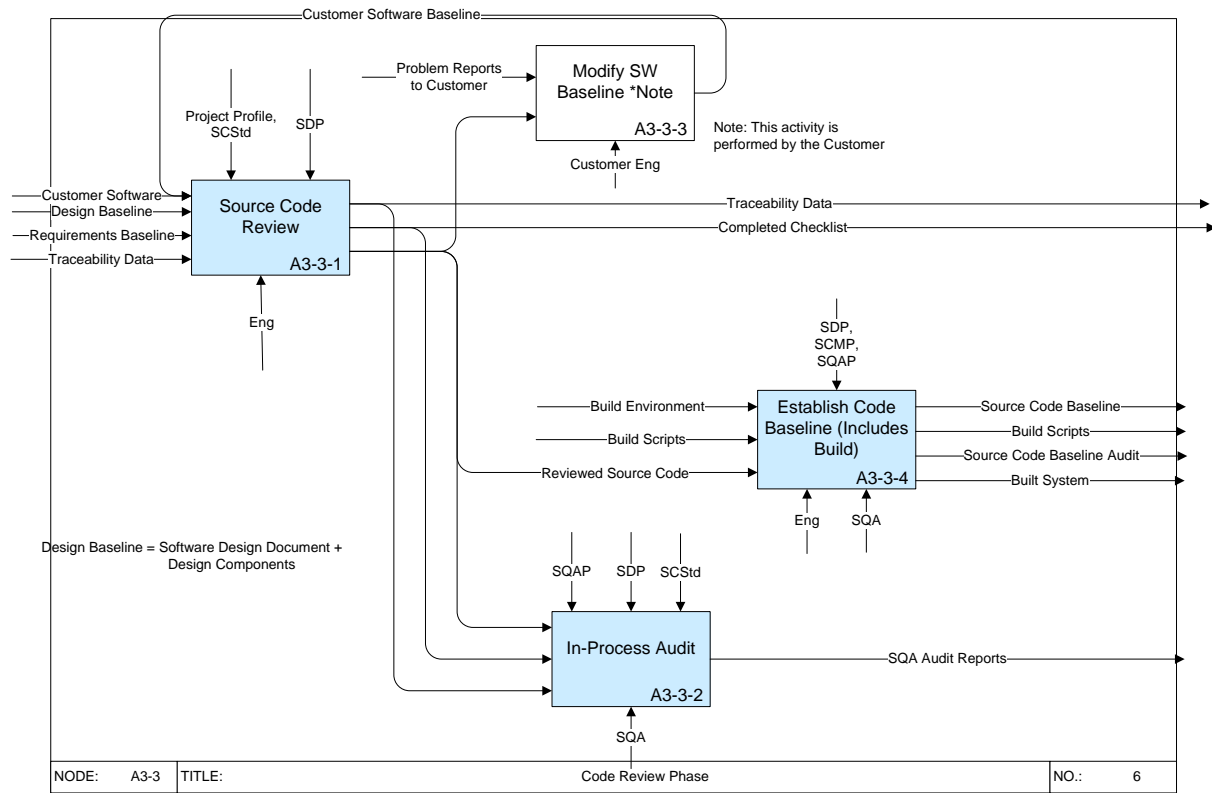 Customer Software Baseline
Problem Reports
to Customer
Modify SW
Baseline *Note
A3-3-3
Note: This activity is
performed by the Customer
Customer Eng
Project Profile,
SCStd
SDP
Customer Software
Design Baseline
Requirements Baseline
Traceability Data
Source Code
Review
A3-3-1
Eng
Traceability Data
Completed Checklist
SDP,
SCMP,
SQAP
Build Environment
Build Scripts
Reviewed Source Code
Establish Code
Baseline (Includes
Build)
A3-3-4
Source Code Baseline
Build Scripts
Source Code Baseline Audit
Built System
Eng
SQA
Design Baseline = Software Design Document +
Design Components
SQAP
SDP
SCStd
In-Process Audit
A3-3-2
SQA Audit Reports
SQA
NODE: A3-3 TITLE: Code Review Phase NO.: 6